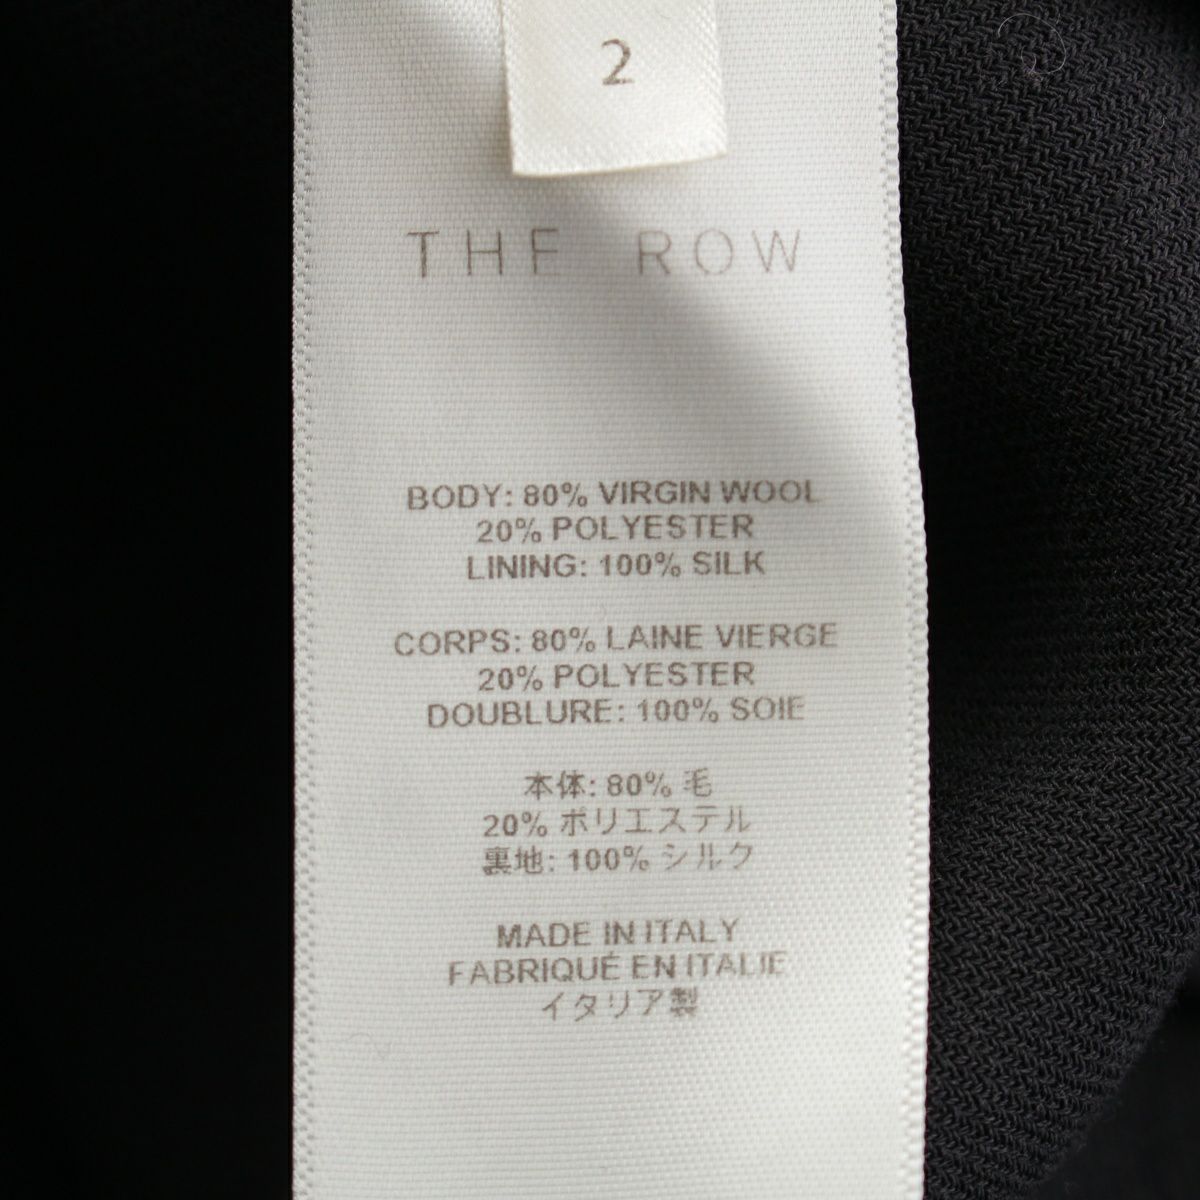 2
THE ROW
BODY: 80% VIRGIN WOOL
20% POLYESTER
LINING: 100% SILK
CORPS: 80% LAINE VIERGE
20% POLYESTER
DOUBLURE: 100% SOIE
本体: 80% 毛
20% ポリエステル
裏地: 100% シルク
MADE IN ITALY
FABRIQUÉ EN ITALIE
イタリア製